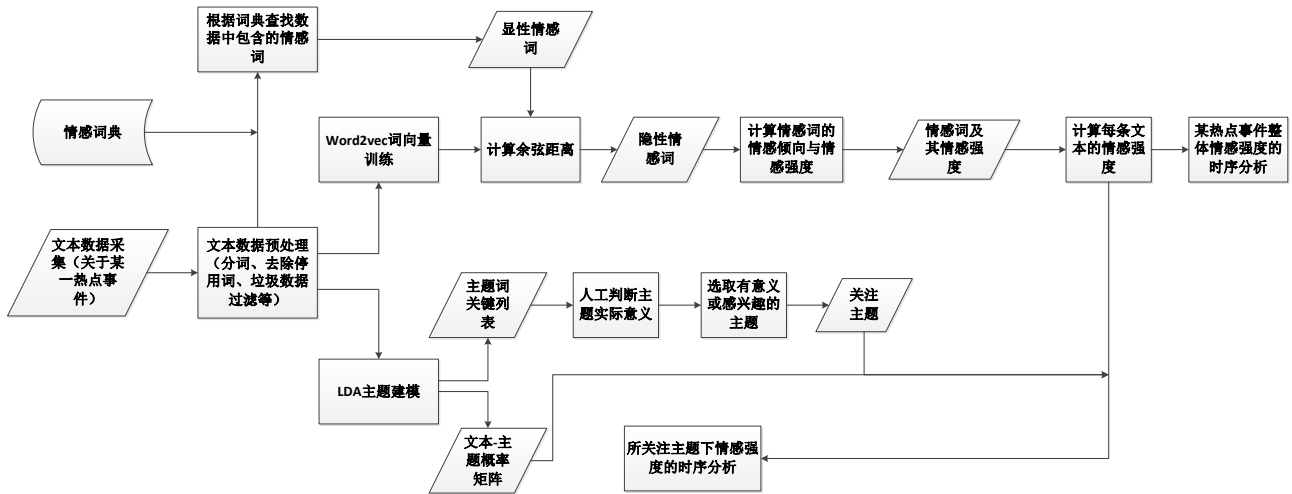 根据词典查找数
据中包含的情感
词
显性情感
词
情感词典
Word2vec词向量
训练
计算余弦距离
隐性情
感词
计算情感词的
情感倾向与情
感强度
情感词及
其情感强
度
计算每条文
本的情感强
度
某热点事件整
体情感强度的
时序分析
文本数据采
集（关于某
一热点事
件）
文本数据预处理
（分词、去除停
用词、垃圾数据
过滤等）
主题词
关键列
表
人工判断主
题实际意义
选取有意义
或感兴趣的
主题
关注
主题
LDA主题建模
文本-主
题概率
矩阵
所关注主题下情感强
度的时序分析